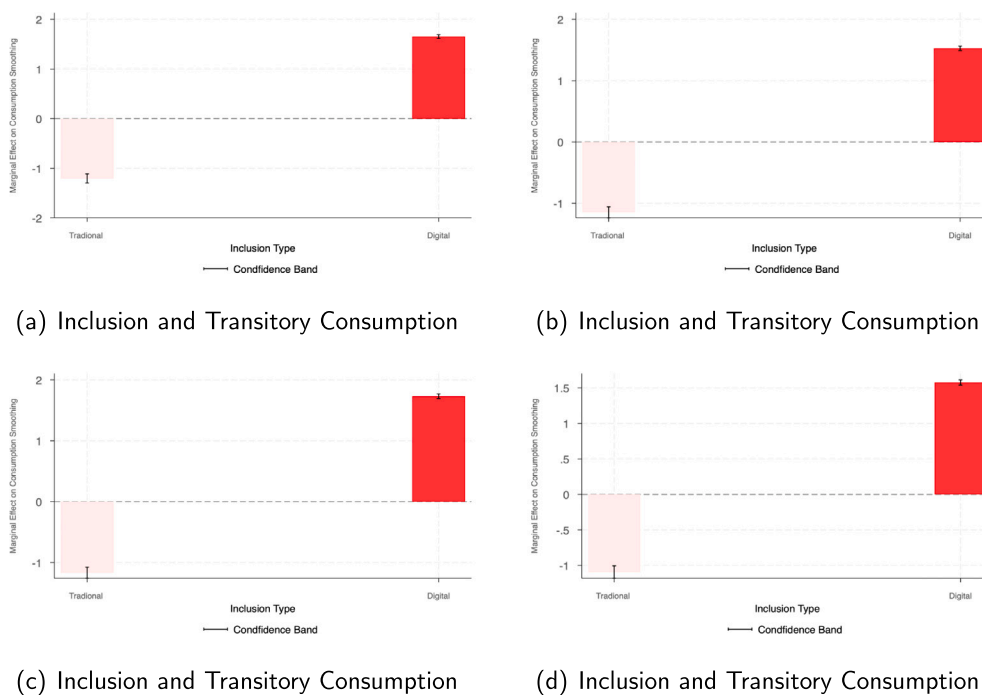 Marginal Effect on Consumption Smoothing
2
1
0
-1
-2
Tradional
Digital
Inclusion Type
Condfidence Band
(a) Inclusion and Transitory Consumption
Marginal Effect on Consumption Smoothing
2
1
0
-1
Tradional
Digital
Inclusion Type
Condfidence Band
(b) Inclusion and Transitory Consumption
Marginal Effect on Consumption Smoothing
2
1
0
-1
Tradional
Digital
Inclusion Type
Condfidence Band
(c) Inclusion and Transitory Consumption
Marginal Effect on Consumption Smoothing
1.5
1
.5
0
-.5
-1
Tradional
Digital
Inclusion Type
Condfidence Band
(d) Inclusion and Transitory Consumption